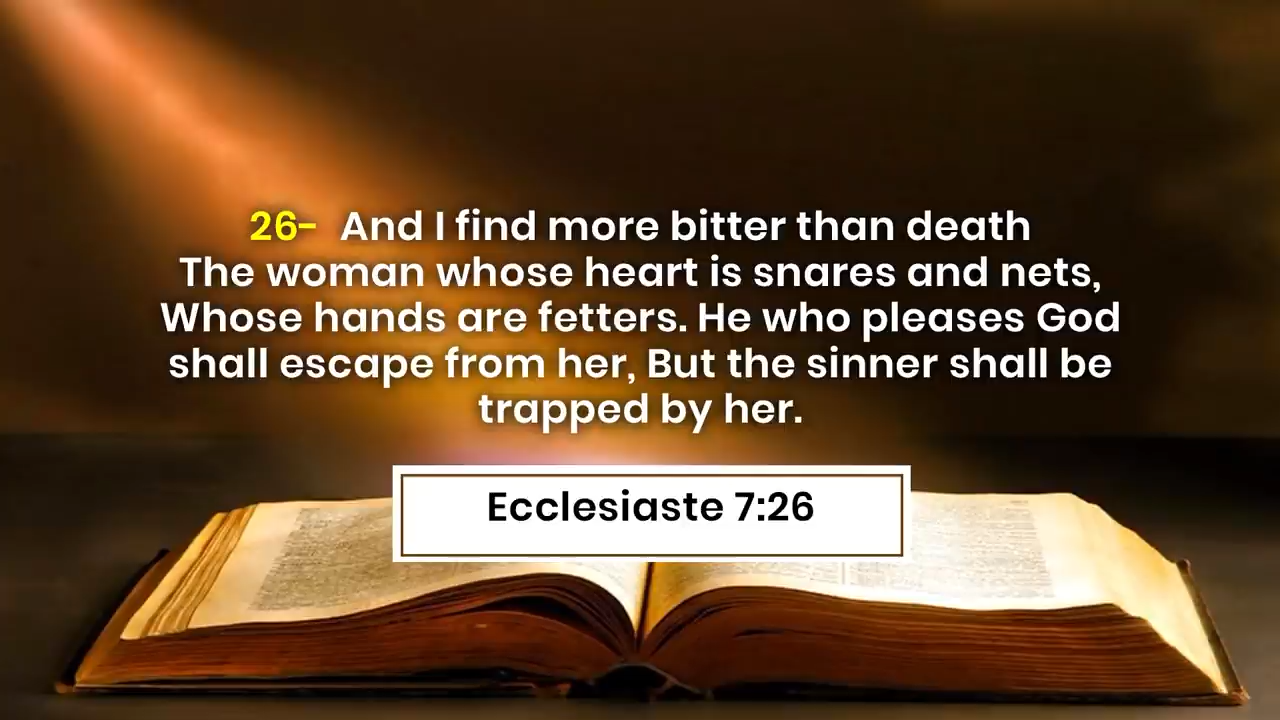 26- And I find more bitter than death
The woman whose heart is snares and nets,
Whose hands are fetters. He who pleases God
shall escape from her, But the sinner shall be
trapped by her.
Ecclesiaste 7:26